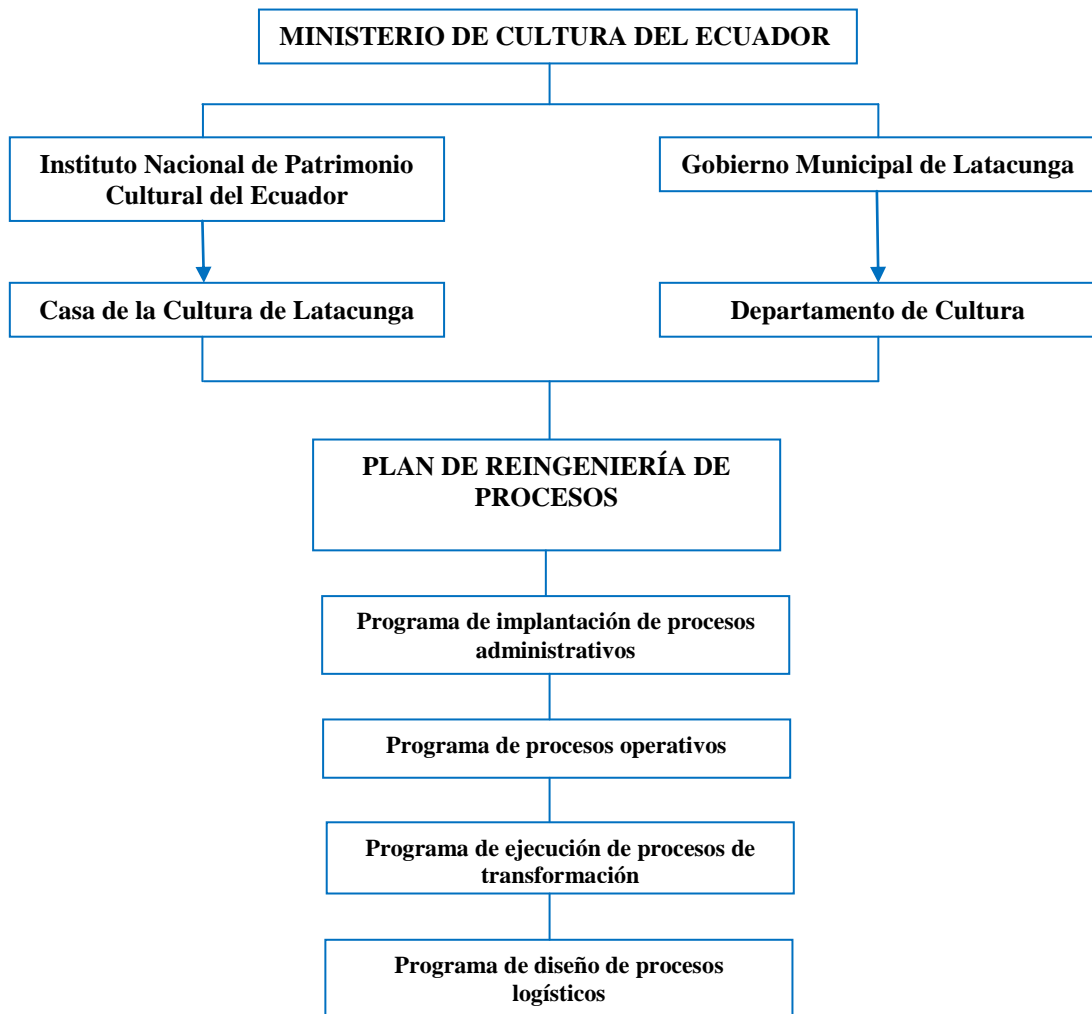 MINISTERIO DE CULTURA DEL ECUADOR
Instituto Nacional de Patrimonio
Cultural del Ecuador
Gobierno Municipal de Latacunga
Casa de la Cultura de Latacunga
Departamento de Cultura
PLAN DE REINGENIERÍA DE
PROCESOS
Programa de implantación de procesos
administrativos
Programa de procesos operativos
Programa de ejecución de procesos de
transformación
Programa de diseño de procesos
logísticos